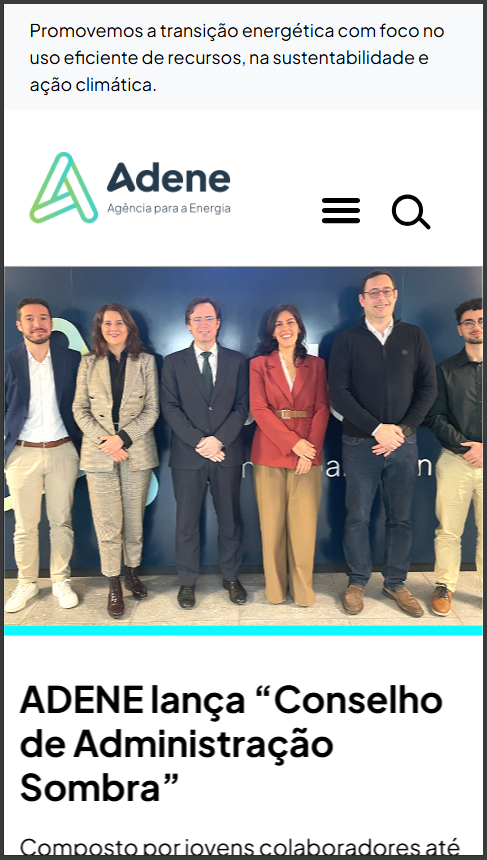 Promovemos a transição energética com foco no
uso eficiente de recursos, na sustentabilidade e
ação climática.
Adene
Agência para a Energia
ADENE lança “Conselho
de Administração
Sombra”
Composto por jovens colaboradores até